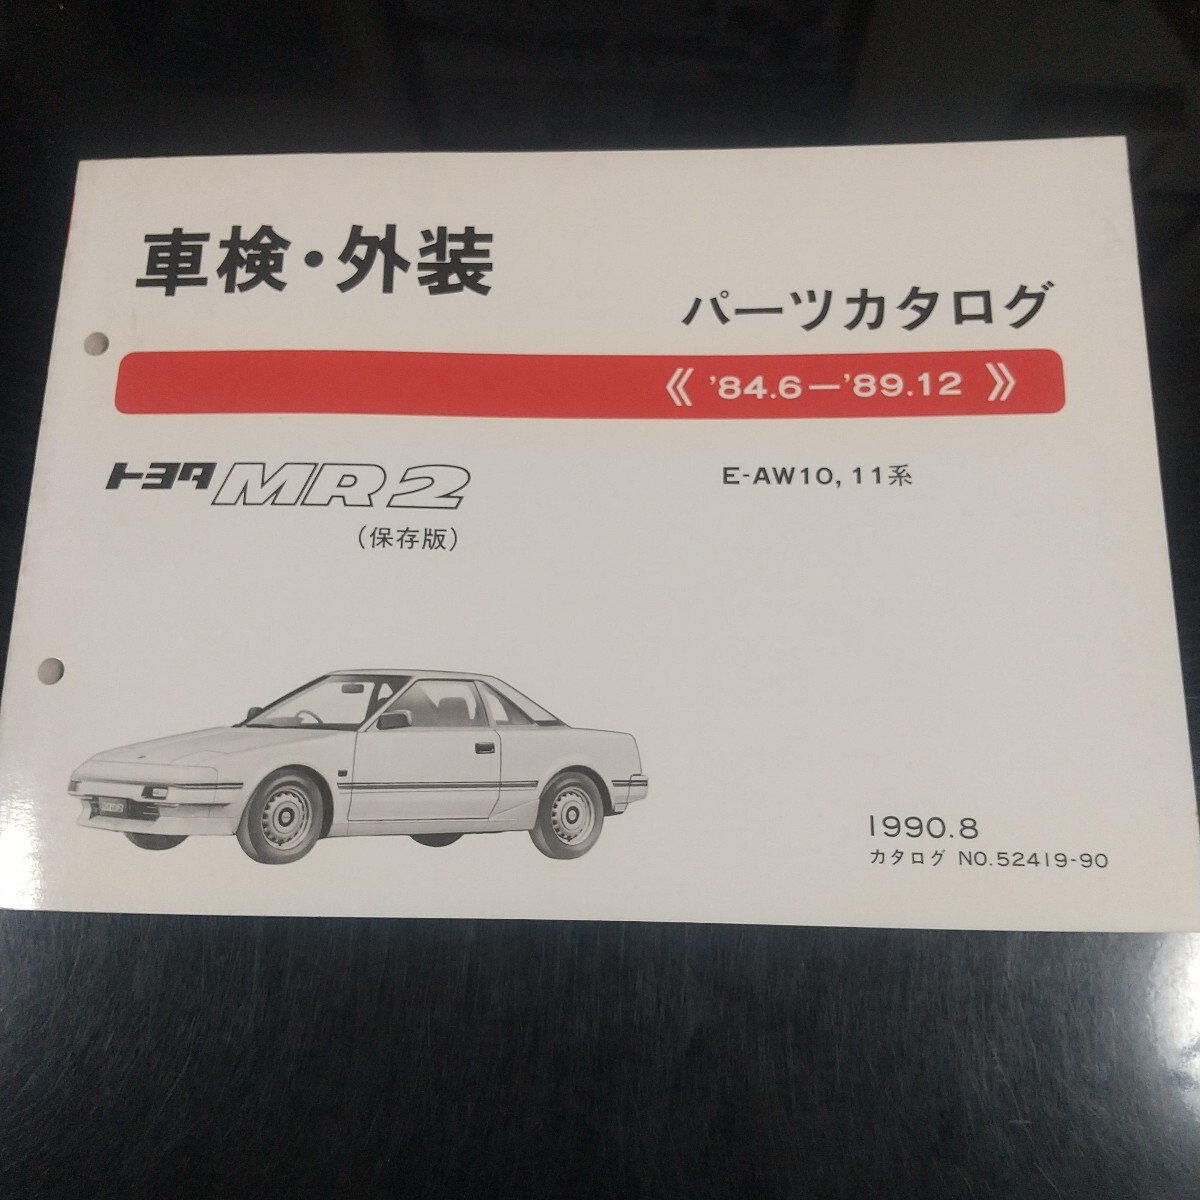 車検・外装
パーツカタログ
《 '84.6—'89.12 》
トヨタ MR2
E-AW10, 11系
(保存版)
1990.8
カタログ NO.52419-90